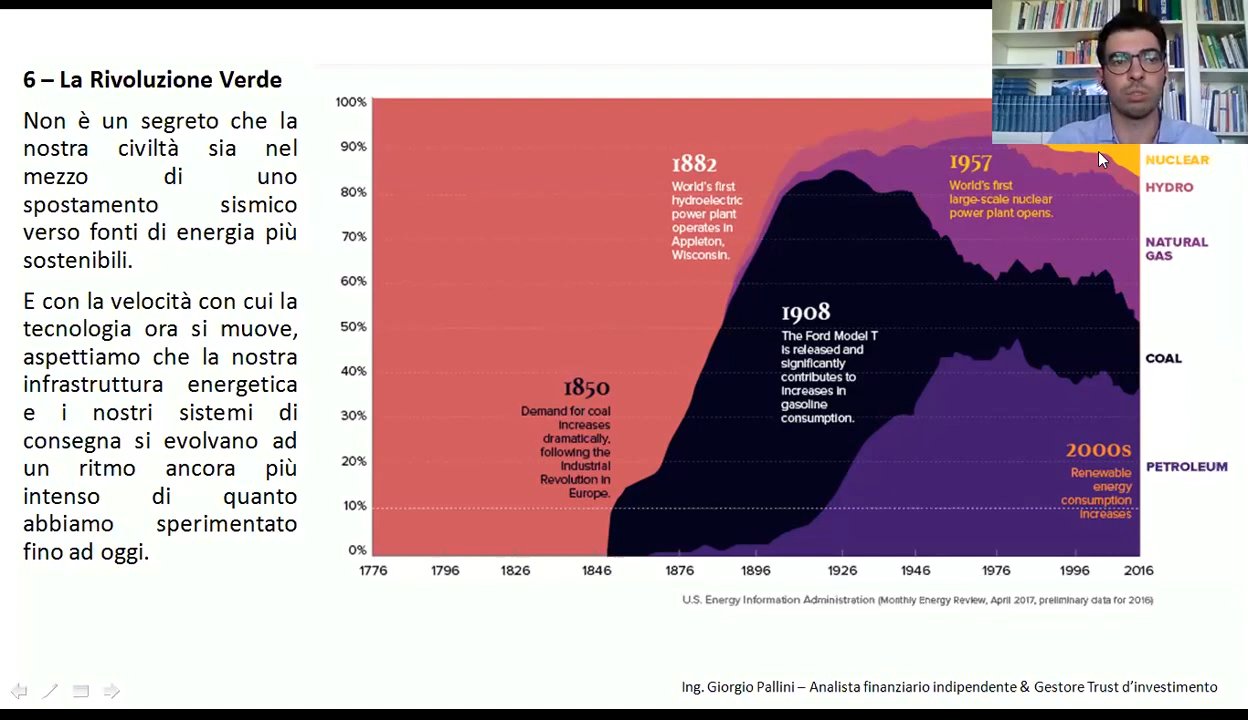 6 – La Rivoluzione Verde
Non è un segreto che la
nostra civiltà sia nel
mezzo di uno
spostamento sismico
verso fonti di energia più
sostenibili.
E con la velocità con cui la
tecnologia ora si muove,
aspettiamo che la nostra
infrastruttura energetica
e i nostri sistemi di
consegna si evolvano ad
un ritmo ancora più
intenso di quanto
abbiamo sperimentato
fino ad oggi.
100%
90%
80%
70%
60%
50%
40%
30%
20%
10%
0%
1850
Demand for coal
increases
dramatically,
following the
Industrial
Revolution in
Europe.
1882
World's first
hydroelectric
power plant
operates in
Appleton,
Wisconsin.
1908
The Ford Model T
is released and
significantly
contributes to
increases in
gasoline
consumption.
1957
World's first
large-scale nuclear
power plant opens.
2000s
Renewable
energy
consumption
increases
NUCLEAR
HYDRO
NATURAL
GAS
COAL
PETROLEUM
1776 1796 1826 1846 1876 1896 1926 1946 1976 1996 2016
U.S. Energy Information Administration (Monthly Energy Review, April 2017, preliminary data for 2016)
Ing. Giorgio Pallini – Analista finanziario indipendente & Gestore Trust d'investimento